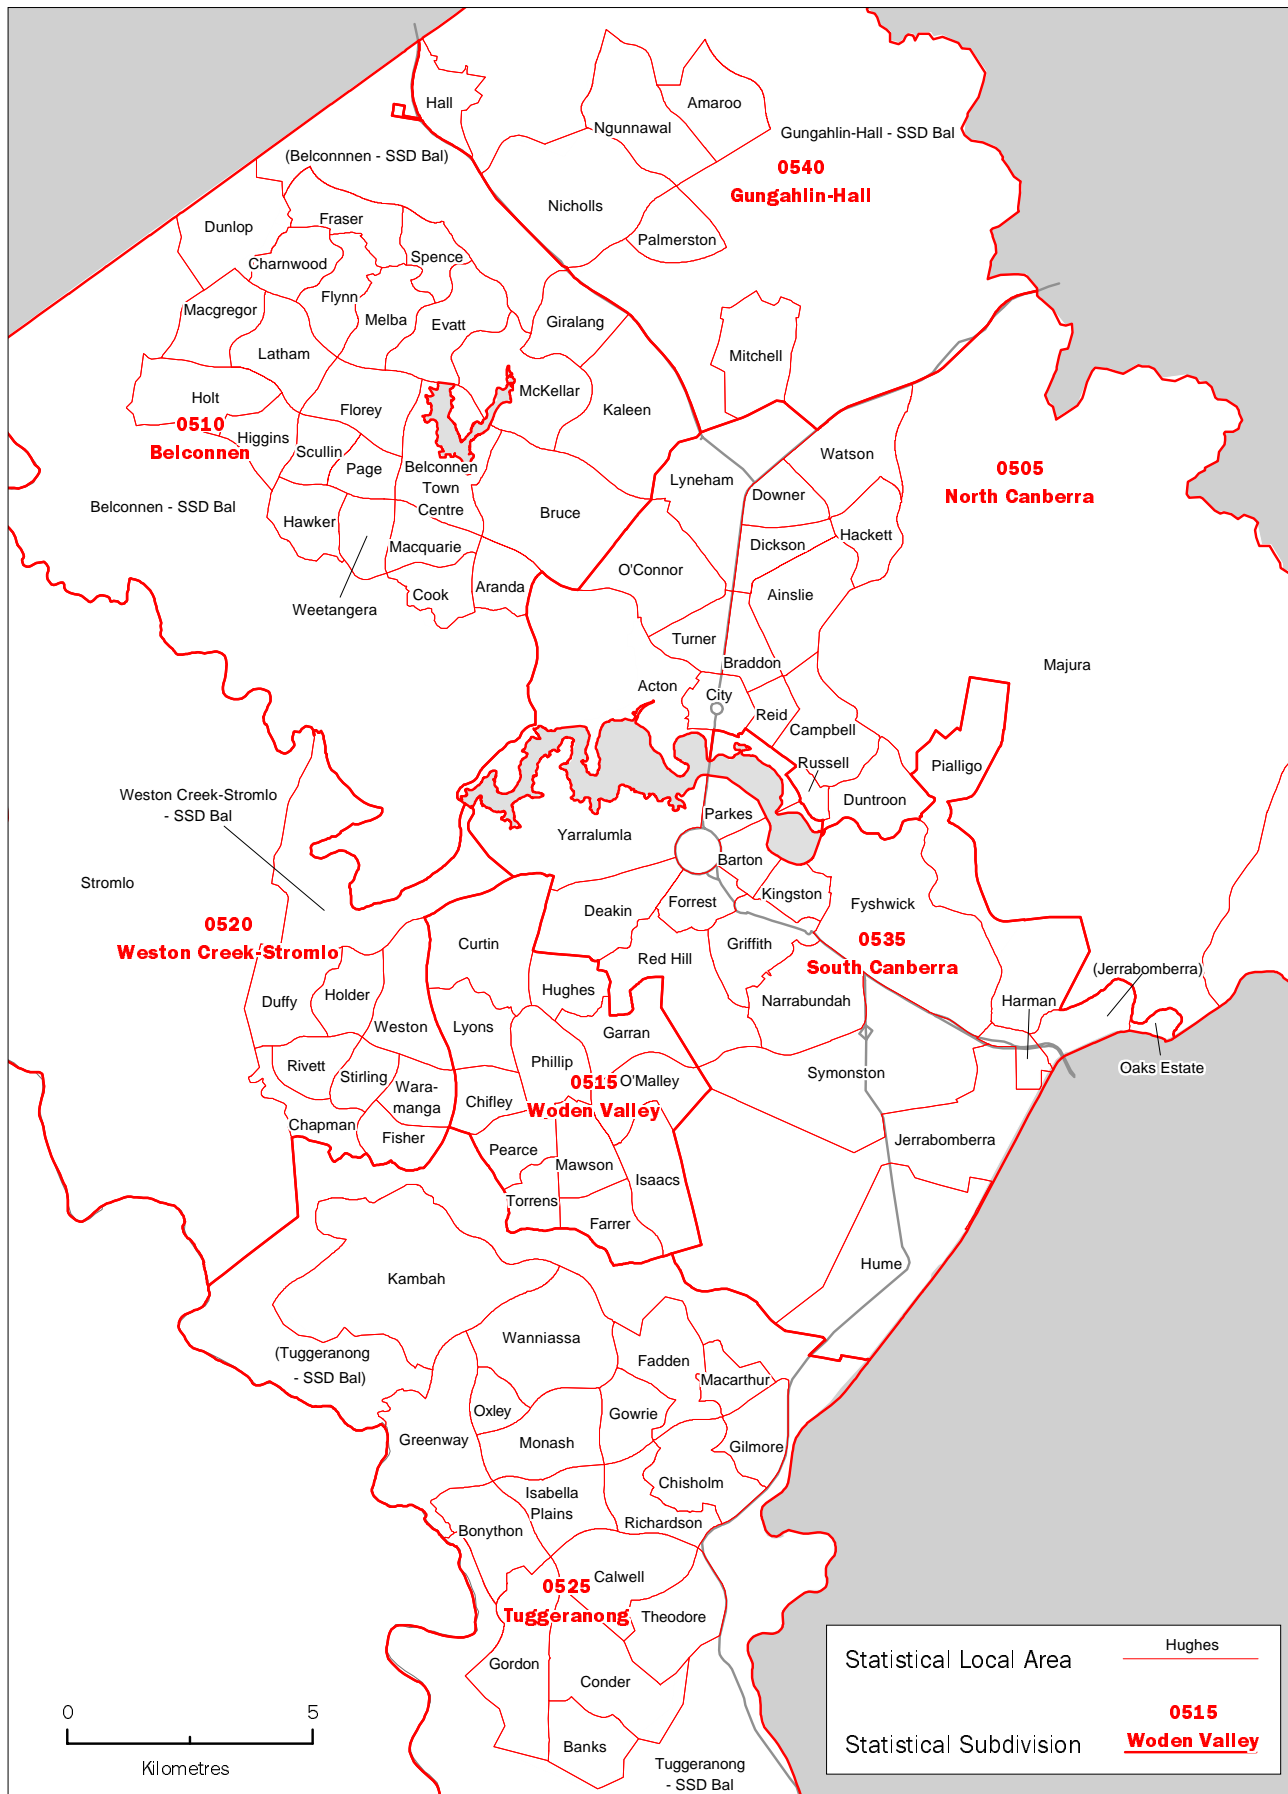 Hall
Amaroo
Ngunnawal
Gungahlin-Hall - SSD Bal
(Belconnnen - SSD Bal)
0540
Gungahlin-Hall
Nicholls
Palmerston
Dunlop
Fraser
Charnwood
Spence
Flynn
Macgregor
Melba
Evatt
Giralang
Latham
Mitchell
Holt
McKellar
Florey
Kaleen
0510
Belconnen
Higgins
Scullin
Page
Belconnen
Town
Centre
Lyneham
Watson
0505
North Canberra
Downer
Belconnen - SSD Bal
Hawker
Bruce
Hackett
Macquarie
Dickson
O'Connor
Cook
Aranda
Ainslie
Weetangera
Turner
Braddon
Majura
Acton
City
Reid
Campbell
Russell
Pialligo
Duntroon
Weston Creek-Stromlo
- SSD Bal
Parkes
Yarralumla
Barton
Stromlo
Kingston
Forrest
Deakin
Fyshwick
0520
Weston Creek-Stromlo
Curtin
Griffith
0535
South Canberra
Red Hill
(Jerrabomberra)
Holder
Hughes
Duffy
Narrabundah
Harman
Weston
Lyons
Garran
Phillip
Rivett
Stirling
Oaks Estate
Symonston
0515
Woden Valley
O'Malley
Wara-
manga
Chifley
Chapman
Fisher
Pearce
Jerrabomberra
Mawson
Isaacs
Torrens
Farrer
Hume
Kambah
Wanniassa
(Tuggeranong
- SSD Bal)
Fadden
Macarthur
Oxley
Gowrie
Greenway
Monash
Gilmore
Chisholm
Isabella
Plains
Richardson
Bonython
Calwell
0525
Tuggeranong
Theodore
Gordon
Conder
Banks
Tuggeranong
- SSD Bal
0 5
Kilometres
Statistical Local Area
Hughes
Statistical Subdivision
0515
Woden Valley